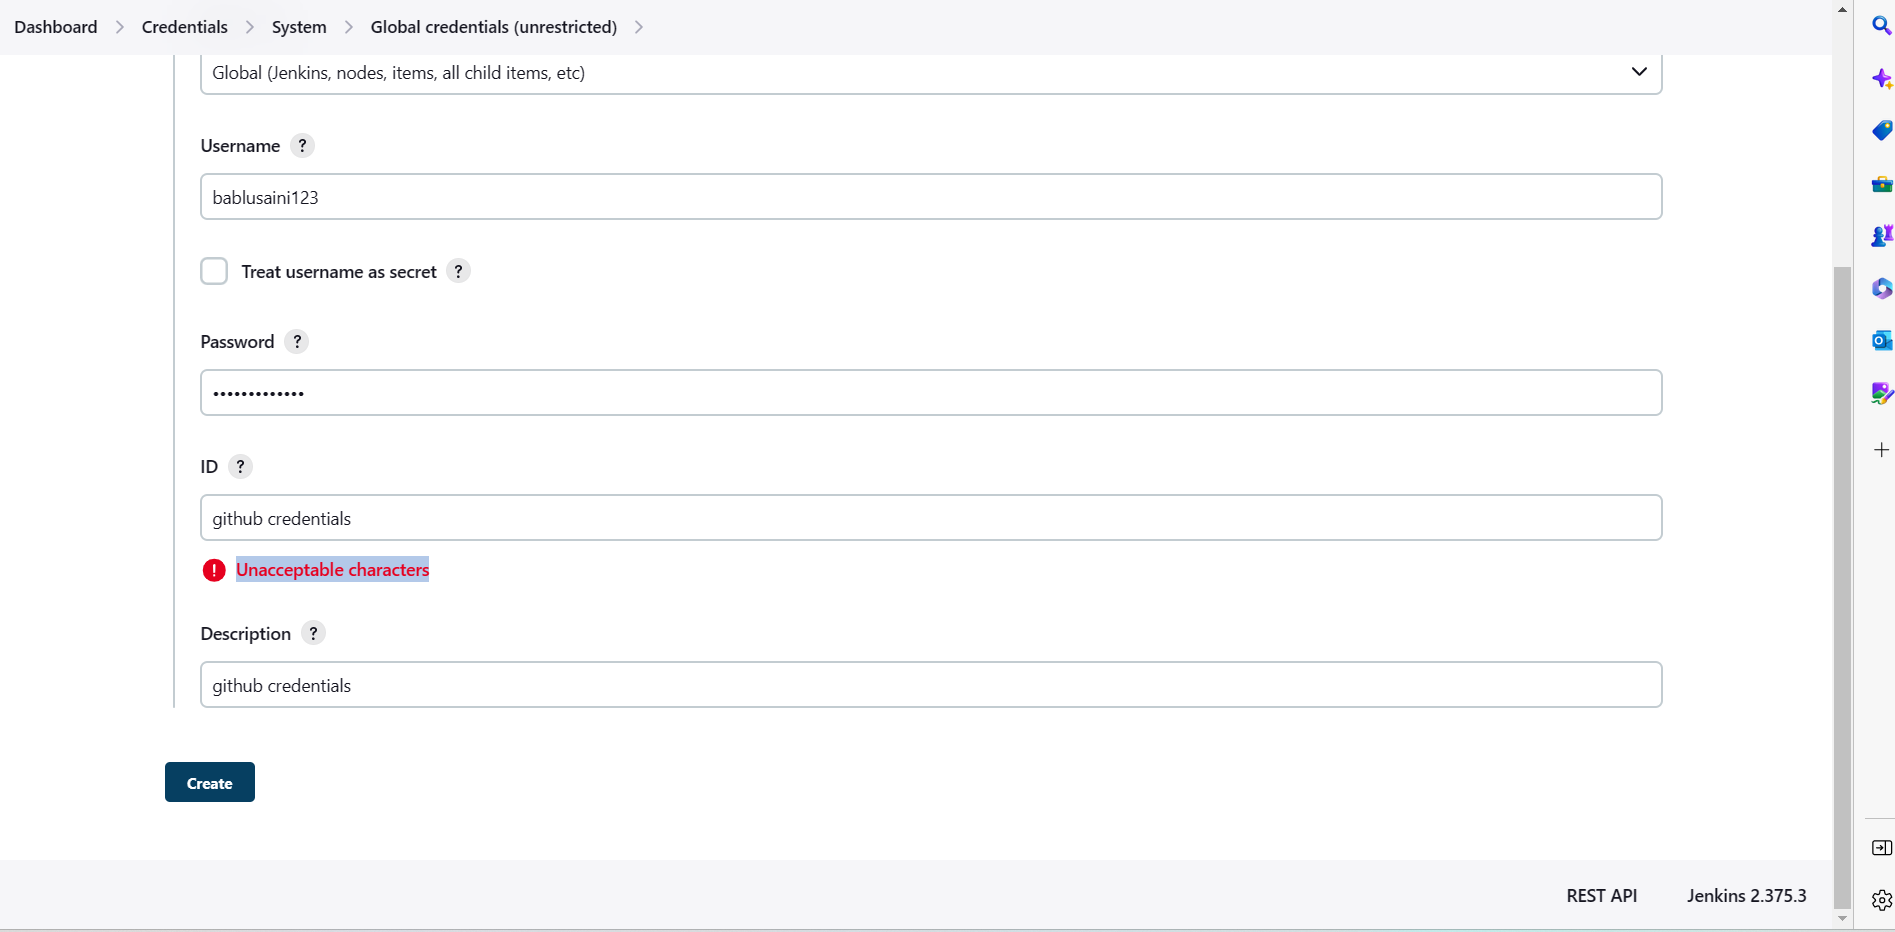 Dashboard > Credentials > System > Global credentials (unrestricted) >
Global (Jenkins, nodes, items, all child items, etc)
Username ?
bablusaini123
Treat username as secret ?
Password ?
•••••••••••••
ID ?
github credentials
! Unacceptable characters
Description ?
github credentials
Create
REST API Jenkins 2.375.3